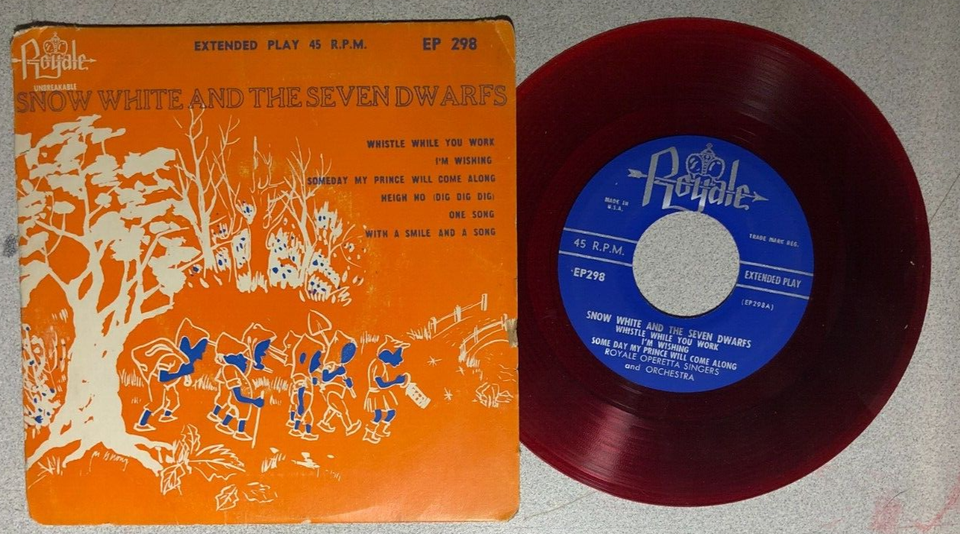 Royale
UNBREAKABLE
EXTENDED PLAY 45 R.P.M.
EP 298
SNOW WHITE AND THE SEVEN DWARFS
WHISTLE WHILE YOU WORK
I'M WISHING
SOMEDAY MY PRINCE WILL COME ALONG
HEIGH HO (DIG DIG DIG)
ONE SONG
WITH A SMILE AND A SONG
Royale
MADE IN
U.S.A.
TRADE MARK REG.
45 R.P.M.
EXTENDED PLAY
EP298
(EP298A)
SNOW WHITE AND THE SEVEN DWARFS
WHISTLE WHILE YOU WORK
I'M WISHING
SOME DAY MY PRINCE WILL COME ALONG
ROYALE OPERETTA SINGERS
and ORCHESTRA